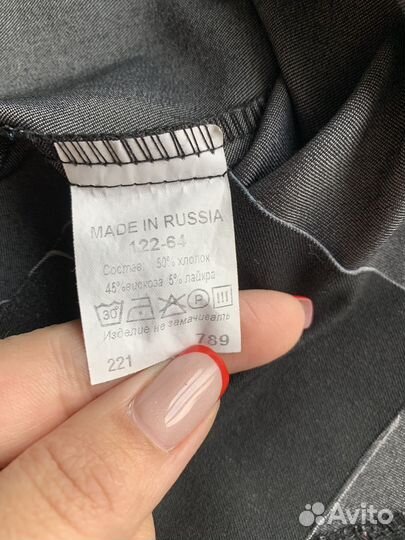 MADE IN RUSSIA
122-64
Состав: 50% хлопок
45%вискоза 5% лайкра
30° P
Изделие не замачивать
221 789
Avito